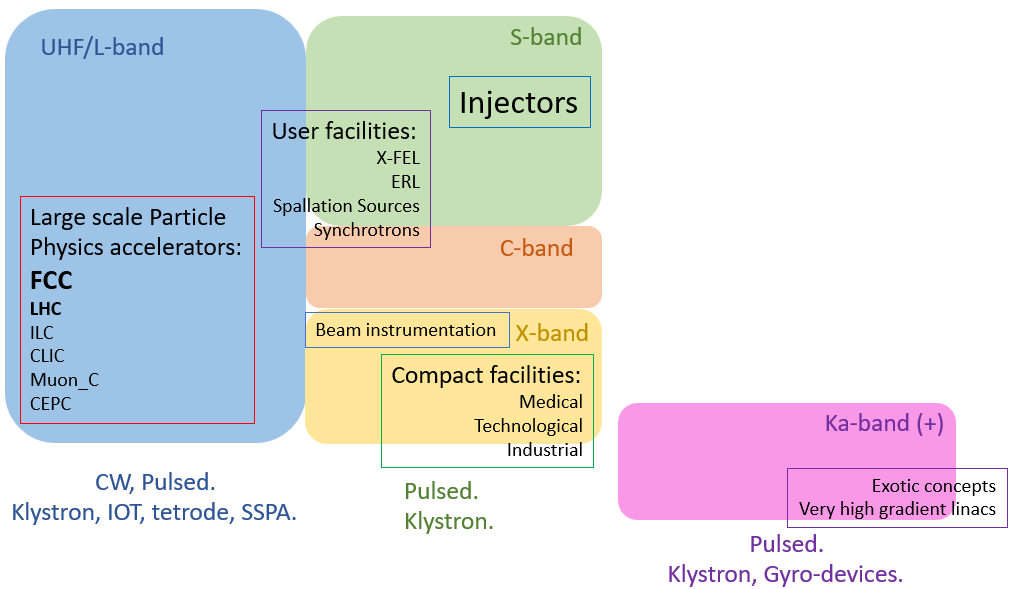 UHF/L-band
S-band
Injectors
User facilities:
X-FEL
ERL
Spallation Sources
Synchrotrons
Large scale Particle
Physics accelerators:
FCC
LHC
ILC
CLIC
Muon_C
CEPC
C-band
Beam instrumentation
X-band
Compact facilities:
Medical
Technological
Industrial
Ka-band (+)
Exotic concepts
Very high gradient linacs
CW, Pulsed.
Klystron, IOT, tetrode, SSPA.
Pulsed.
Klystron.
Pulsed.
Klystron, Gyro-devices.